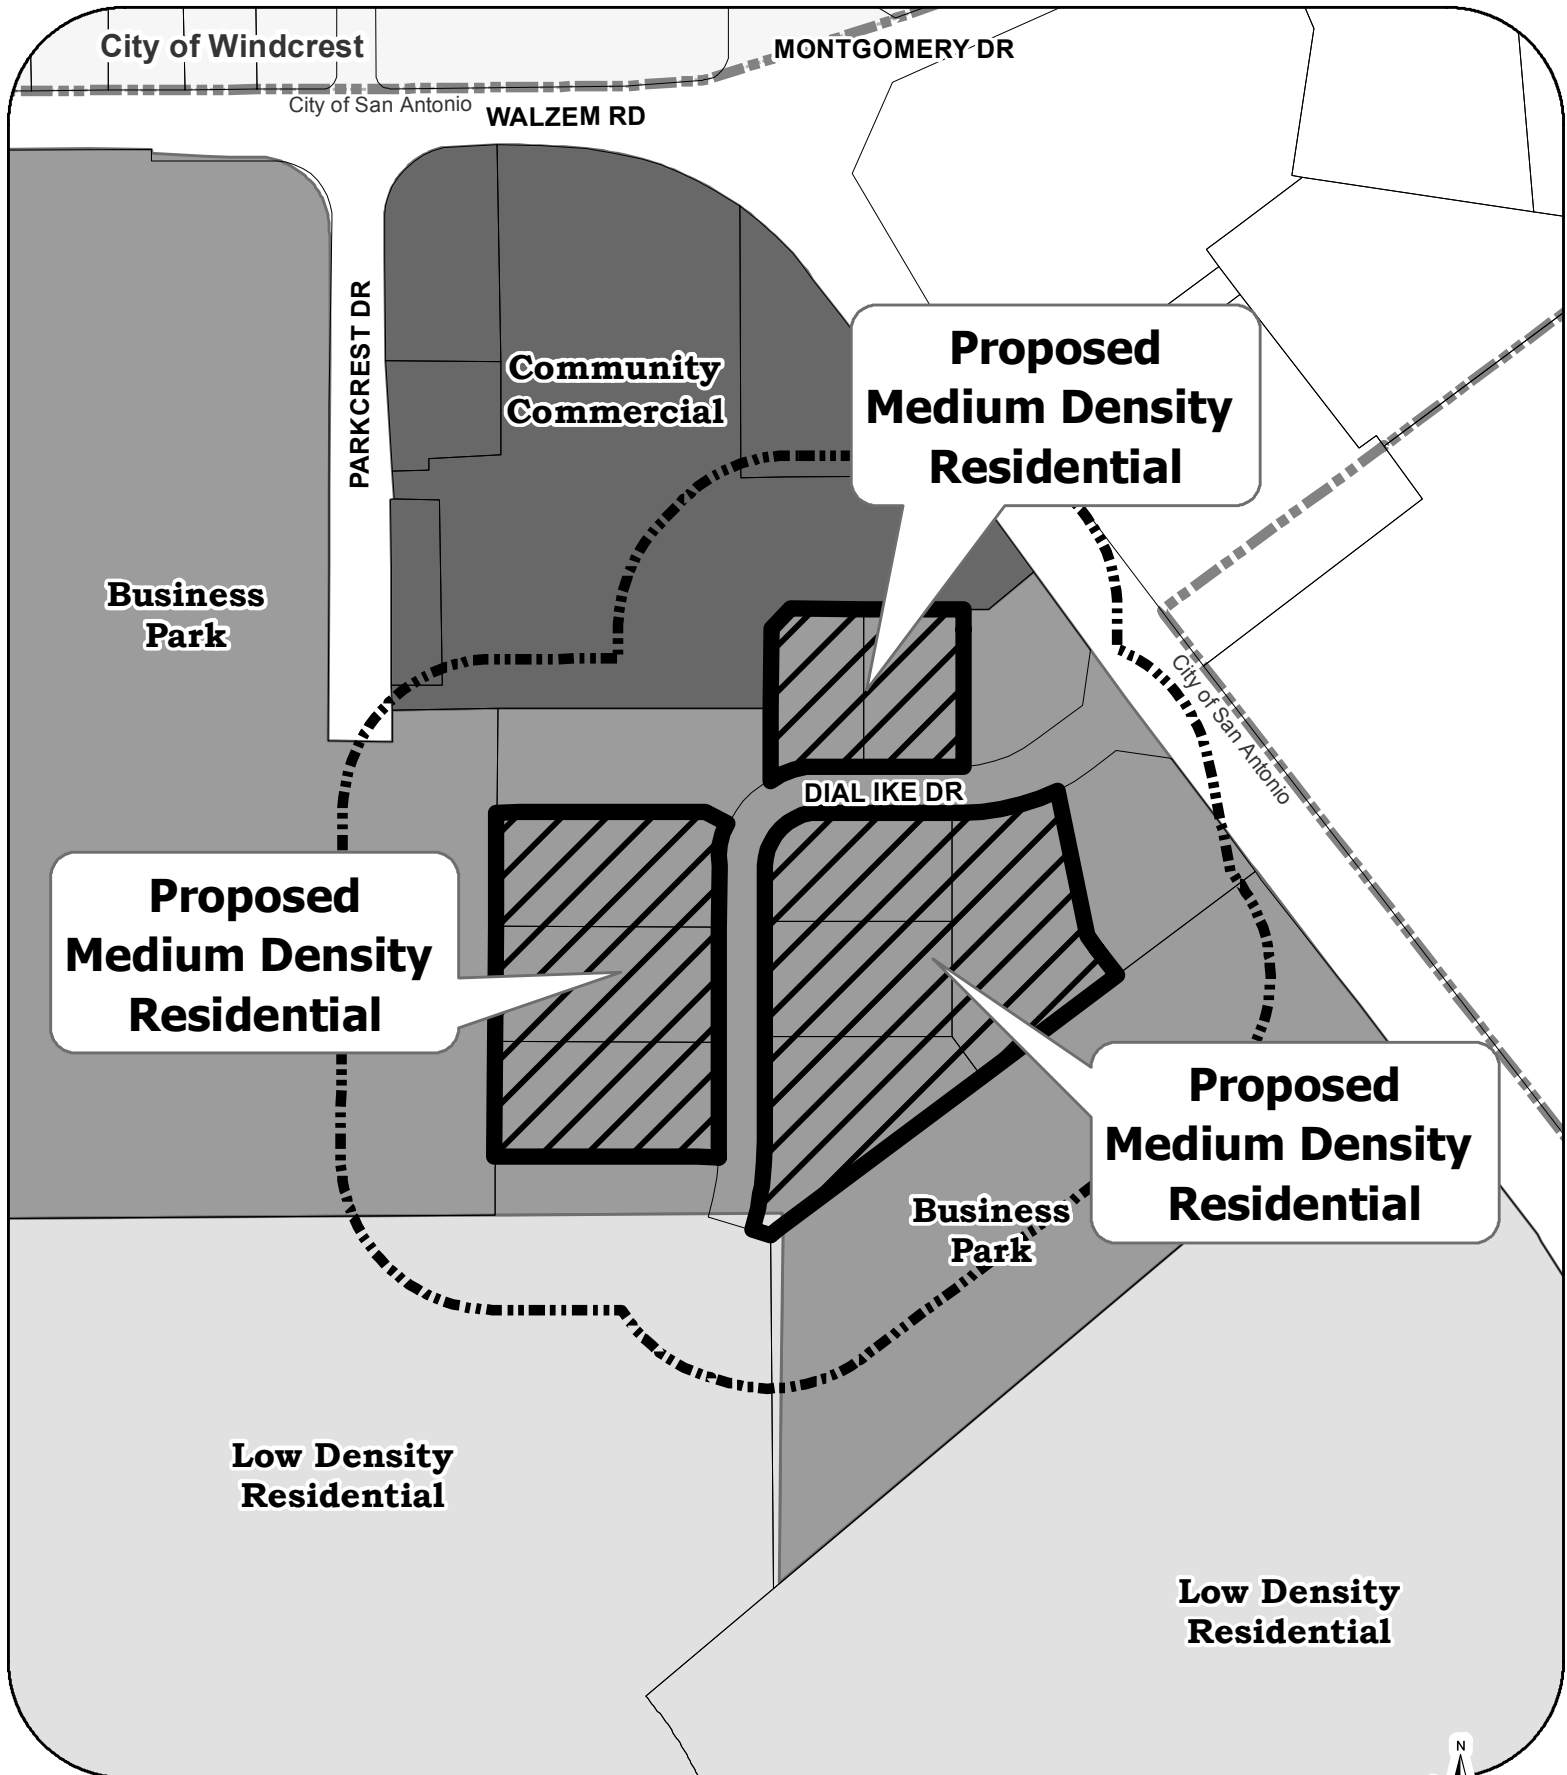 City of Windcrest
MONTGOMERY DR
City of San Antonio
WALZEM RD
PARKCREST DR
Community
Commercial
Proposed
Medium Density
Residential
Business
Park
City of San Antonio
DIAL IKE DR
Proposed
Medium Density
Residential
Proposed
Medium Density
Residential
Business
Park
Low Density
Residential
Low Density
Residential
N